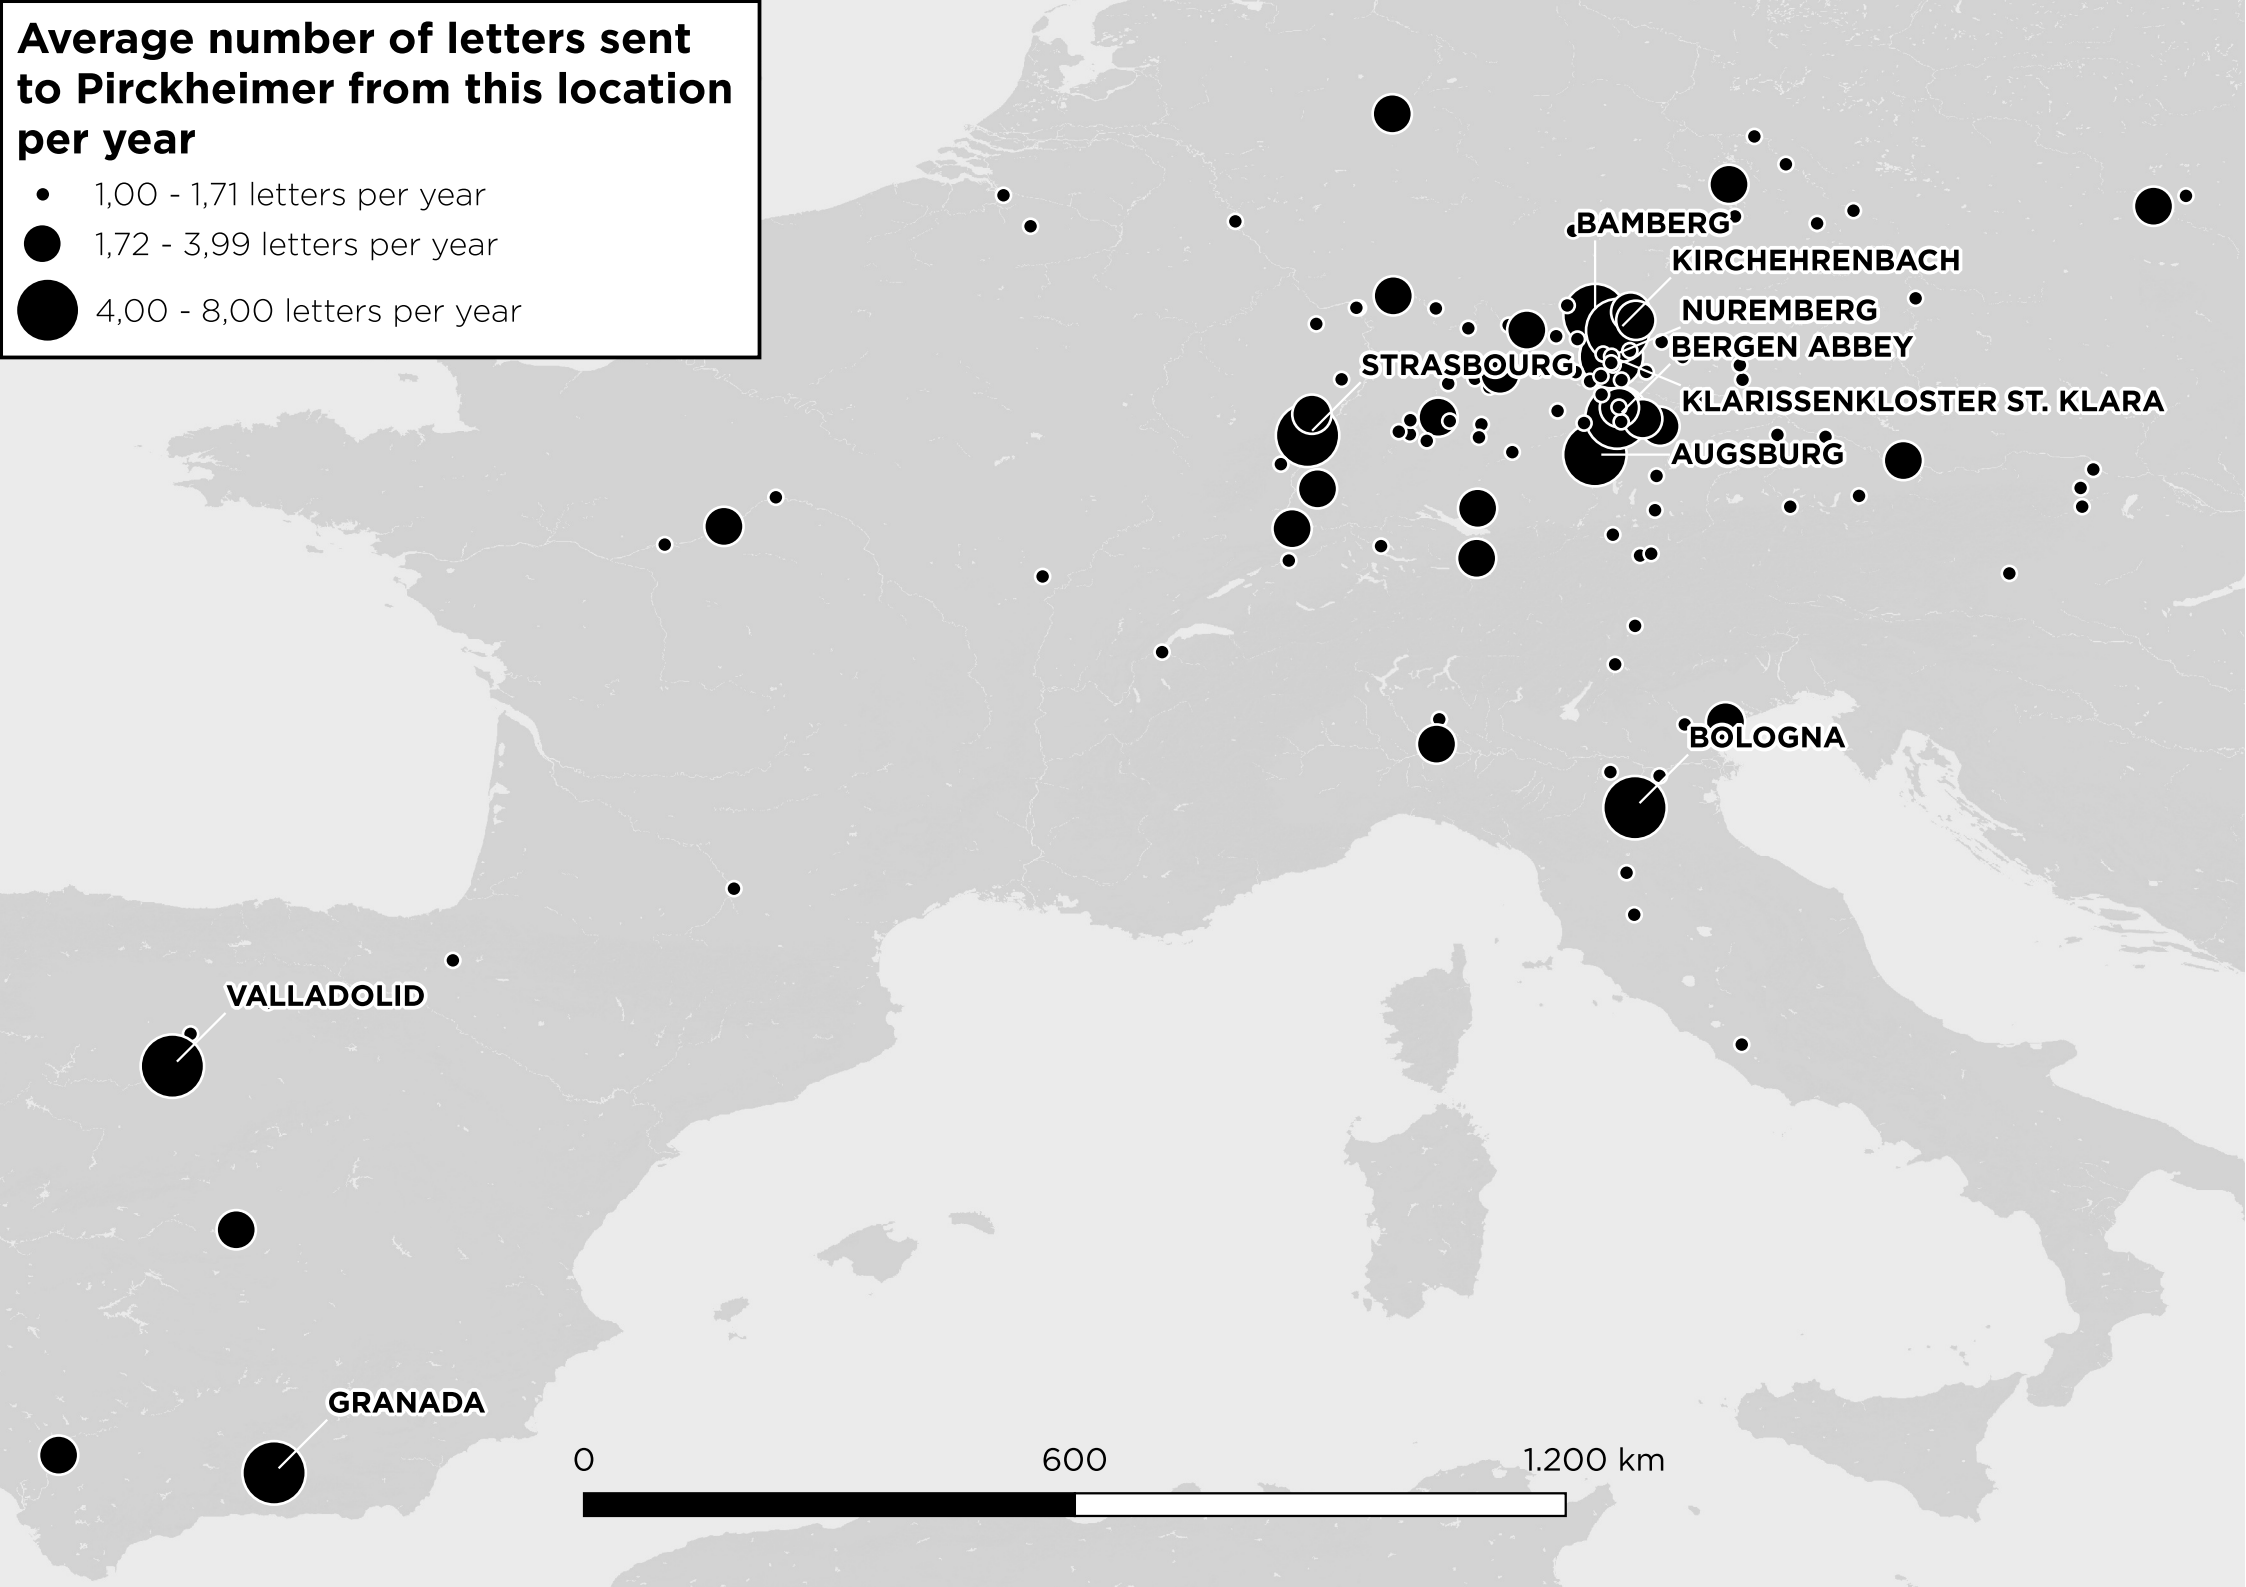 Average number of letters sent
to Pirckheimer from this location
per year
1,00 - 1,71 letters per year
1,72 - 3,99 letters per year
4,00 - 8,00 letters per year
BAMBERG
KIRCHEHRENBACH
NUREMBERG
BERGEN ABBEY
STRASBOURG
KLARISSENKLOSTER ST. KLARA
AUGSBURG
BOLOGNA
VALLADOLID
GRANADA
0 600 1.200 km